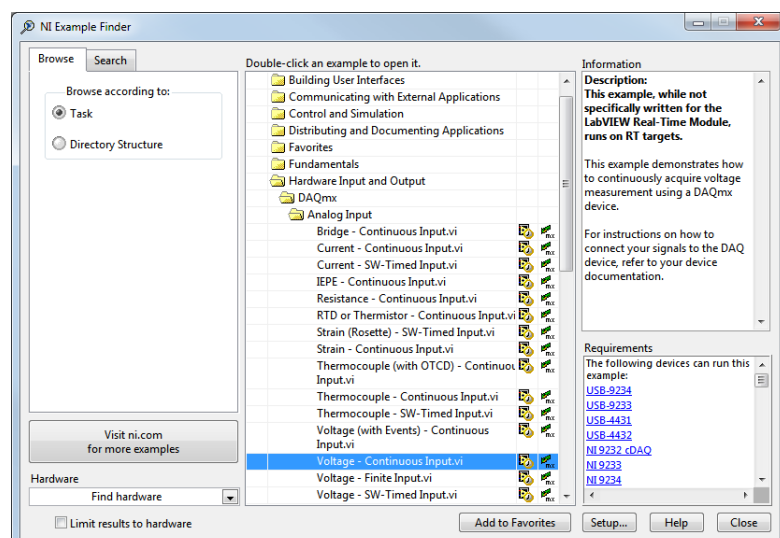 NI Example Finder
Browse
Search
Browse according to:
Task
Directory Structure
Visit ni.com
for more examples
Hardware
Find hardware
Limit results to hardware
Double-click an example to open it.
Building User Interfaces
Communicating with External Applications
Control and Simulation
Distributing and Documenting Applications
Favorites
Fundamentals
Hardware Input and Output
DAQmx
Analog Input
Bridge - Continuous Input.vi
Current - Continuous Input.vi
Current - SW-Timed Input.vi
IEPE - Continuous Input.vi
Resistance - Continuous Input.vi
RTD or Thermistor - Continuous Input.vi
Strain (Rosette) - SW-Timed Input.vi
Strain - Continuous Input.vi
Thermocouple (with OTCD) - Continuou
Input.vi
Thermocouple - Continuous Input.vi
Thermocouple - SW-Timed Input.vi
Voltage (with Events) - Continuous
Input.vi
Voltage - Continuous Input.vi
Voltage - Finite Input.vi
Voltage - SW-Timed Input.vi
Information
Description:
This example, while not
specifically written for the
LabVIEW Real-Time Module,
runs on RT targets.
This example demonstrates how
to continuously acquire voltage
measurement using a DAQmx
device.
For instructions on how to
connect your signals to the DAQ
device, refer to your device
documentation.
Requirements
The following devices can run this
example:
USB-9234
USB-9233
USB-4431
USB-4432
NI 9232 cDAQ
NI 9233
NI 9234
Add to Favorites
Setup...
Help
Close